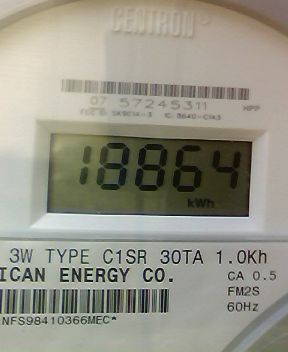 CENTRON
07 57245311
HPP
18864
kWh
3W TYPE C1SR 30TA 1.0Kh
ICAN ENERGY CO.
CA 0.5
FM2S
60Hz
NFS98410366MEC*